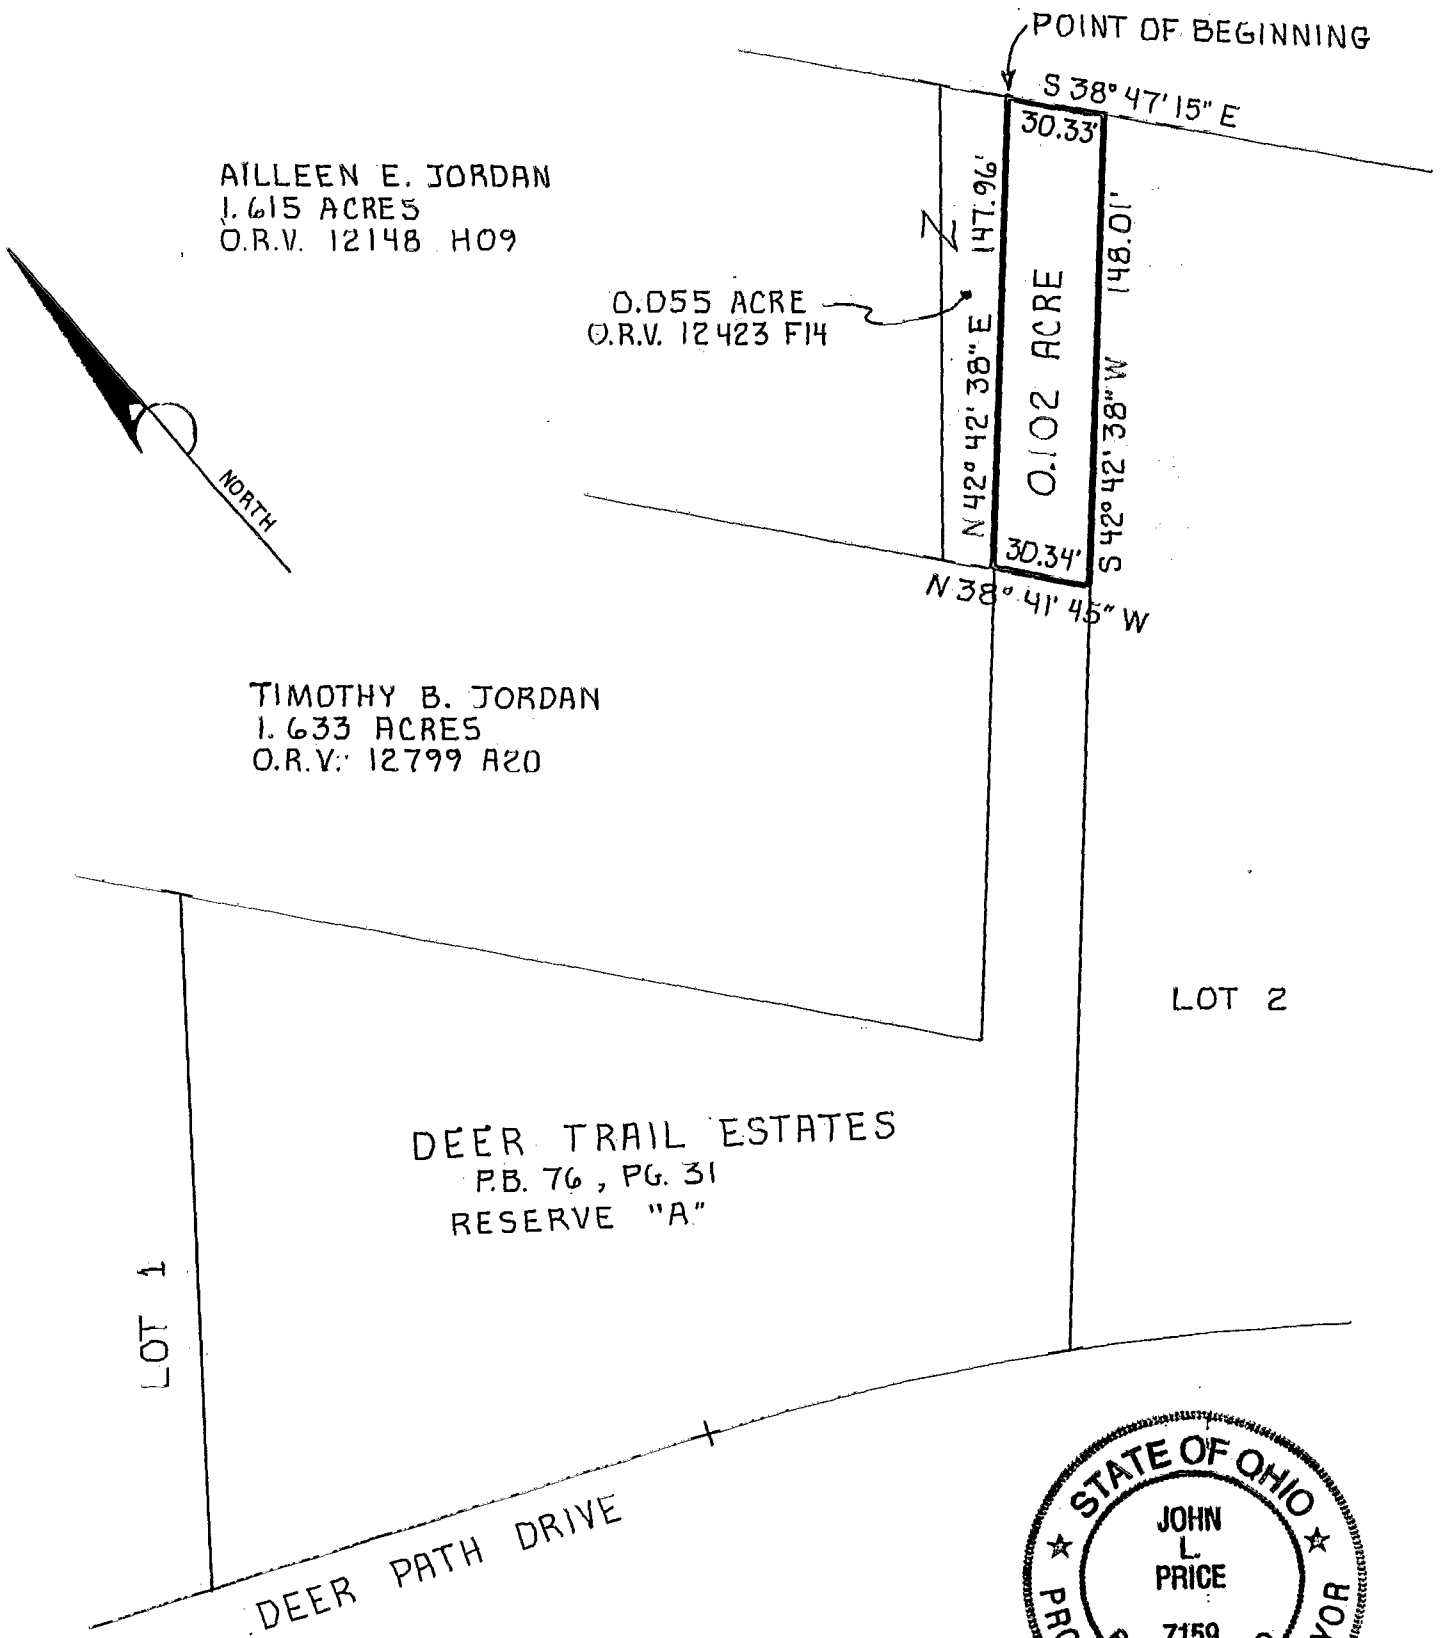 POINT OF BEGINNING
S 38° 47' 15" E
30.33'
AILLEEN E. JORDAN
1.615 ACRES
O.R.V. 12148 H09
147.96'
N 42° 42' 38" E
148.01'
S 42° 42' 38" W
0.102 ACRE
0.055 ACRE
O.R.V. 12423 F14
NORTH
30.34'
N 38° 41' 45" W
TIMOTHY B. JORDAN
1.633 ACRES
O.R.V. 12799 A20
LOT 2
DEER TRAIL ESTATES
P.B. 76, PG. 31
RESERVE "A"
LOT 1
DEER PATH DRIVE
STATE OF OHIO
JOHN
L.
PRICE
7159